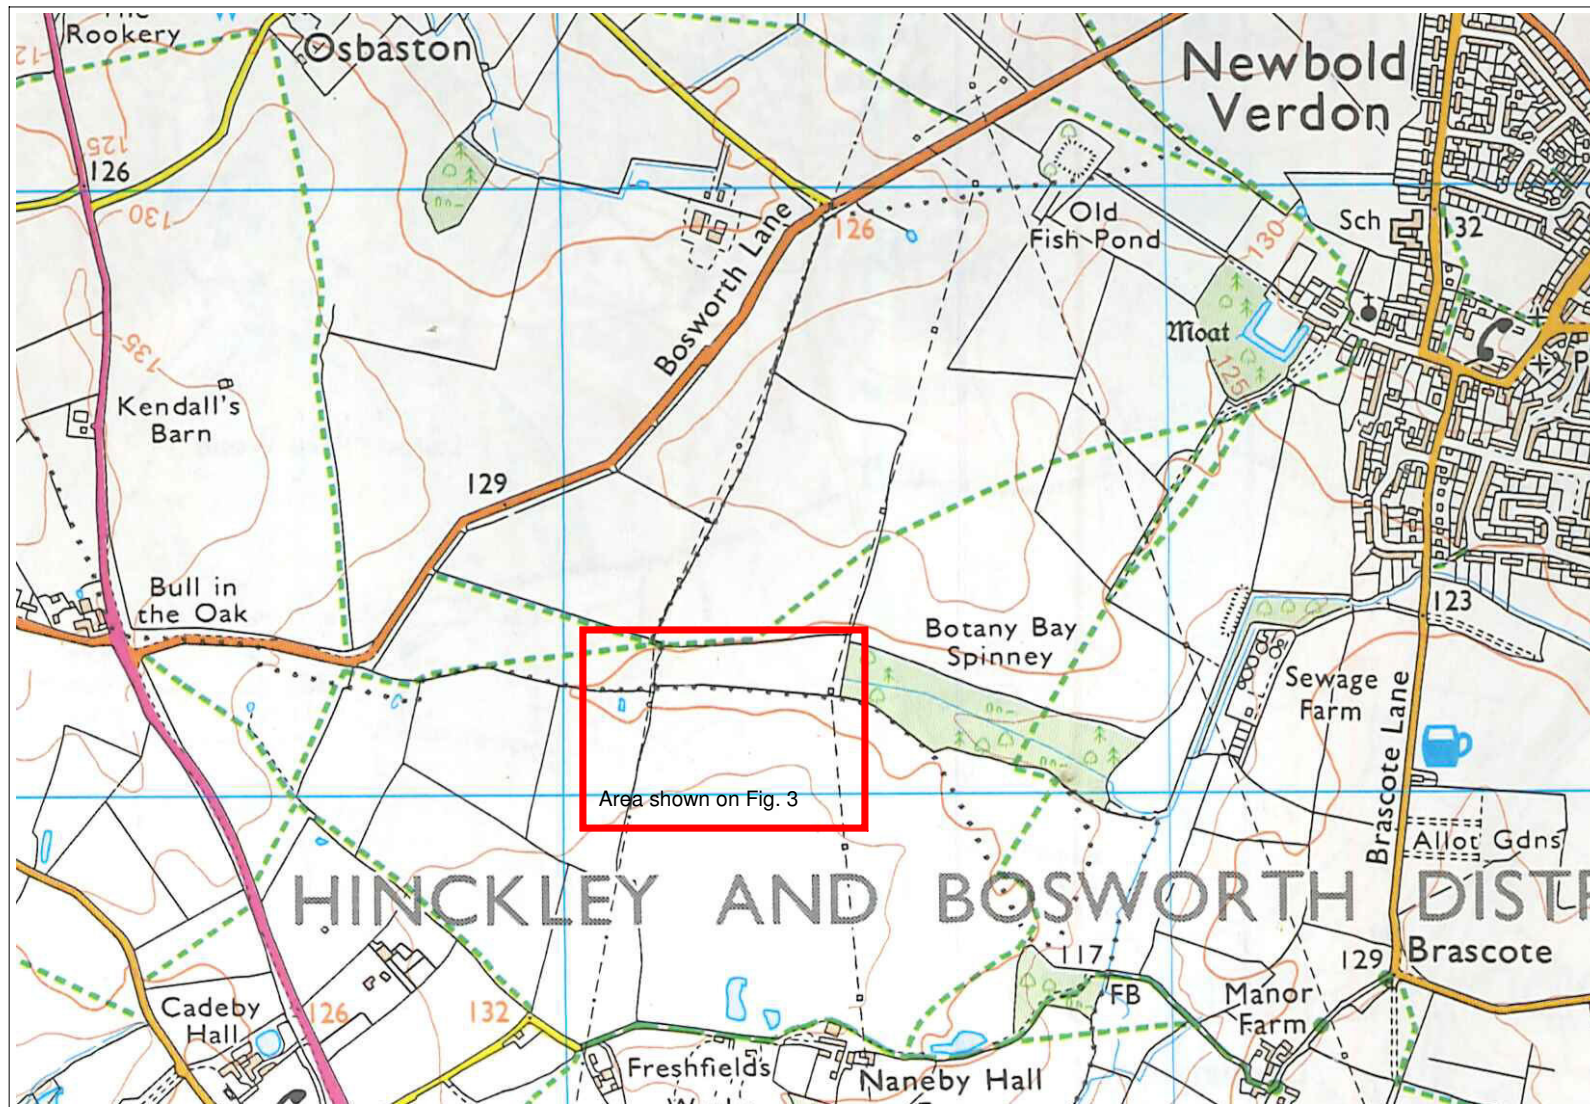 The
Rookery
Osbaston
Newbold
Verdon
125
126
130
Bosworth Lane
126
Old
Fish Pond
Sch
132
130
Moat
125
135
Kendall's
Barn
129
Bull in
the Oak
Botany Bay
Spinney
123
Sewage
Farm
Brascote Lane
Area shown on Fig. 3
Allot Gdns
HINCKLEY AND BOSWORTH DISTR
117
FB
129
Brascote
Cadeby
Hall
126
132
Manor
Farm
Freshfields
Naneby Hall